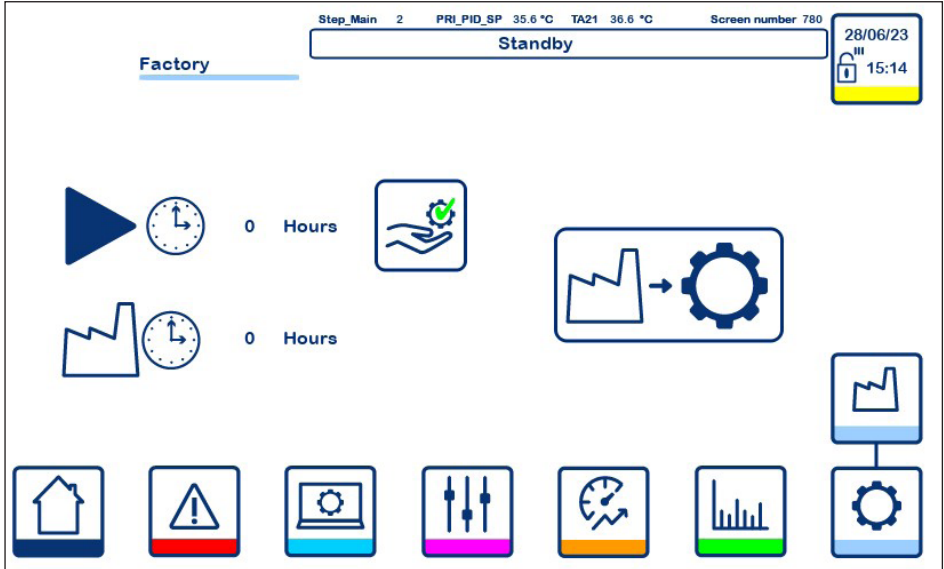 Step_Main 2 PRI_PID_SP 35.6 °C TA21 36.6 °C Screen number 780
Standby
28/06/23
15:14
Factory
0 Hours
0 Hours